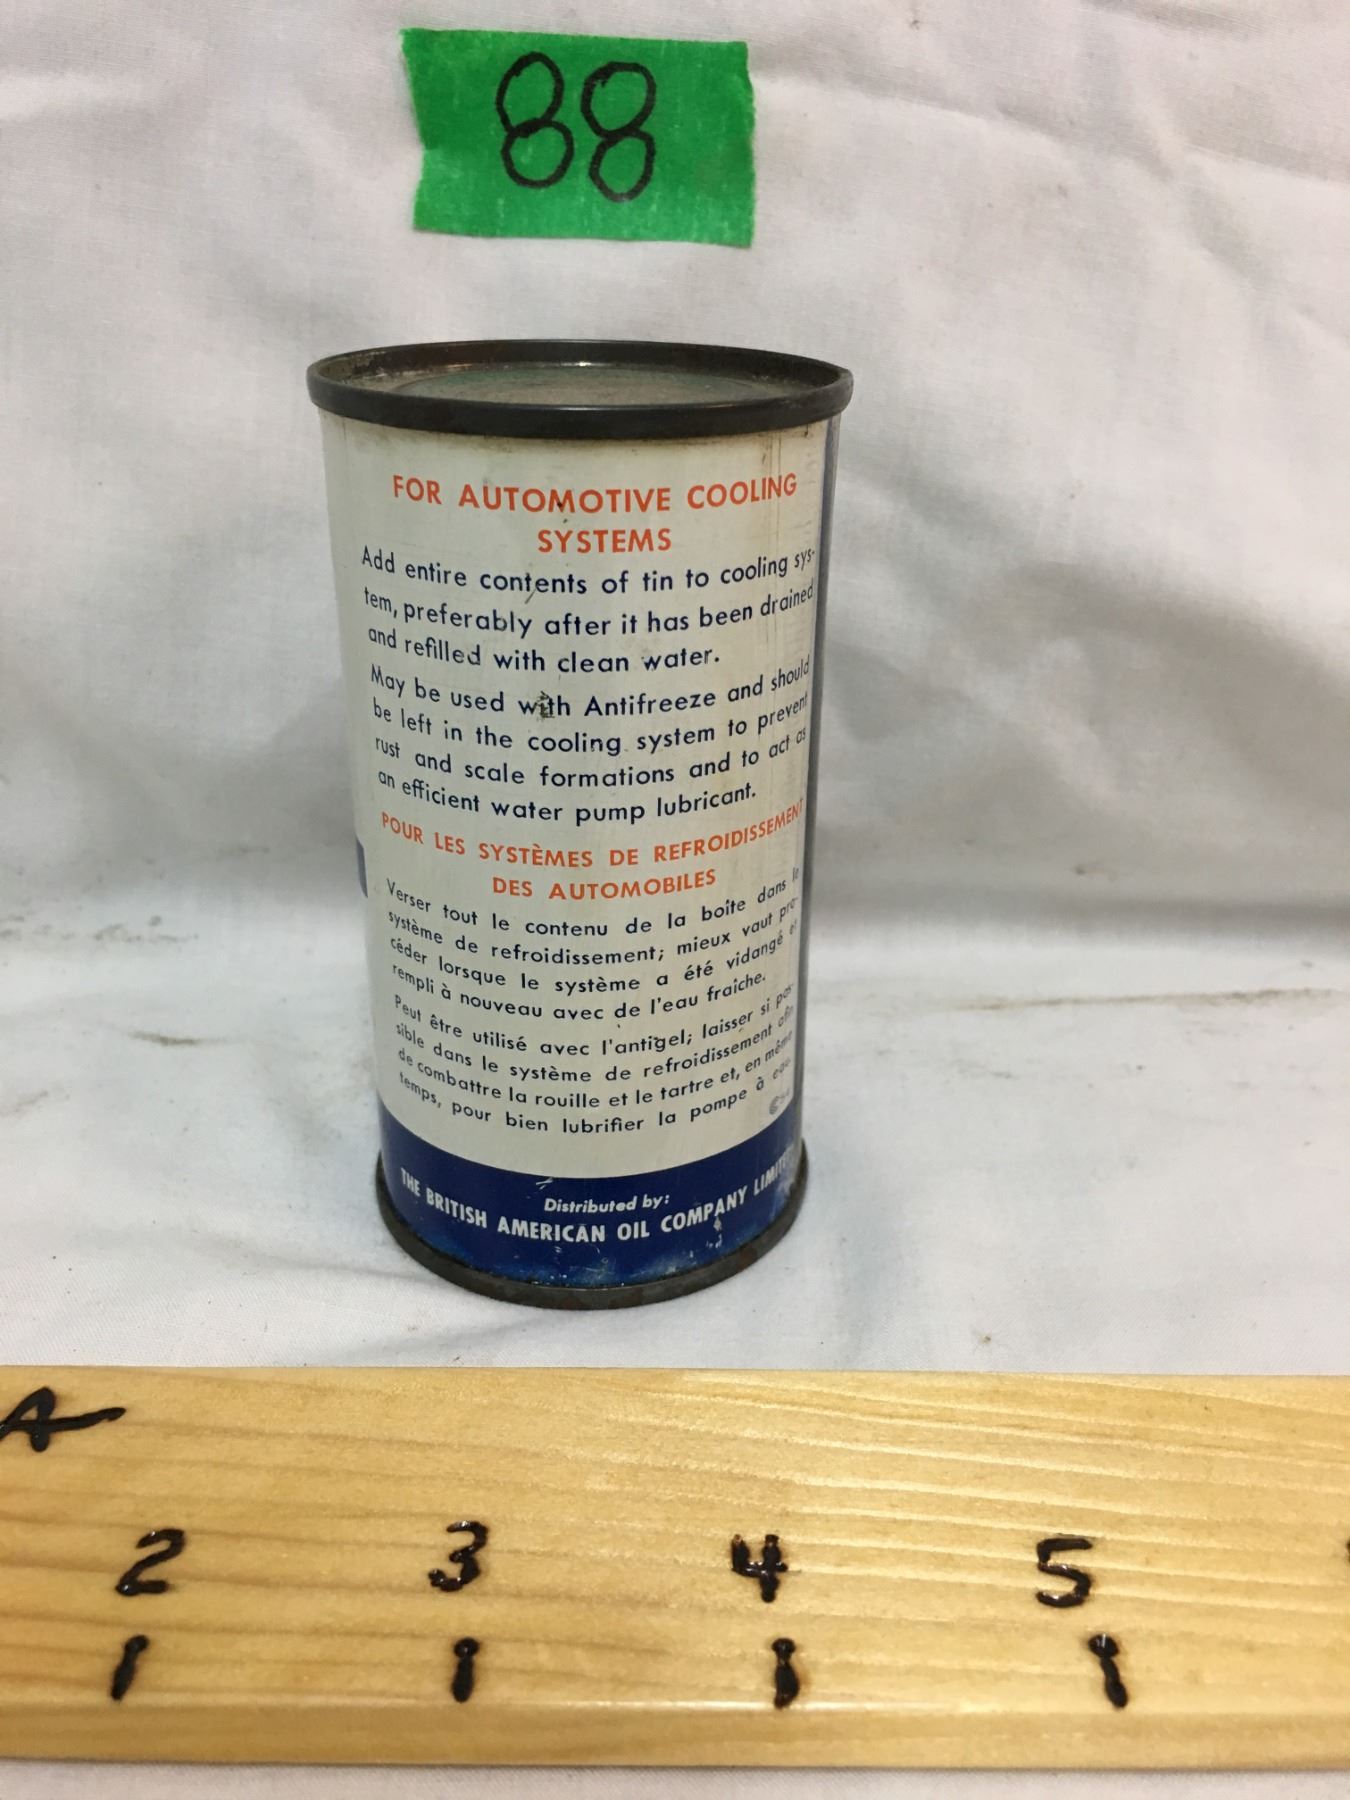 88
FOR AUTOMOTIVE COOLING
SYSTEMS
Add entire contents of tin to cooling sys-
tem, preferably after it has been drained
and refilled with clean water.
May be used with Antifreeze and should
be left in the cooling system to prevent
rust and scale formations and to act as
an efficient water pump lubricant.
POUR LES SYSTÈMES DE REFROIDISSEMENT
DES AUTOMOBILES
Verser tout le contenu de la boîte dans le
système de refroidissement; mieux vaut pro-
céder lorsque le système a été vidangé et
rempli à nouveau avec de l'eau fraîche.
Peut être utilisé avec l'antigel; laisser si pos-
sible dans le système de refroidissement afin
de combattre la rouille et le tartre et, en même
temps, pour bien lubrifier la pompe à eau.
Distributed by:
THE BRITISH AMERICAN OIL COMPANY LIMITED
A
2 3 4 5